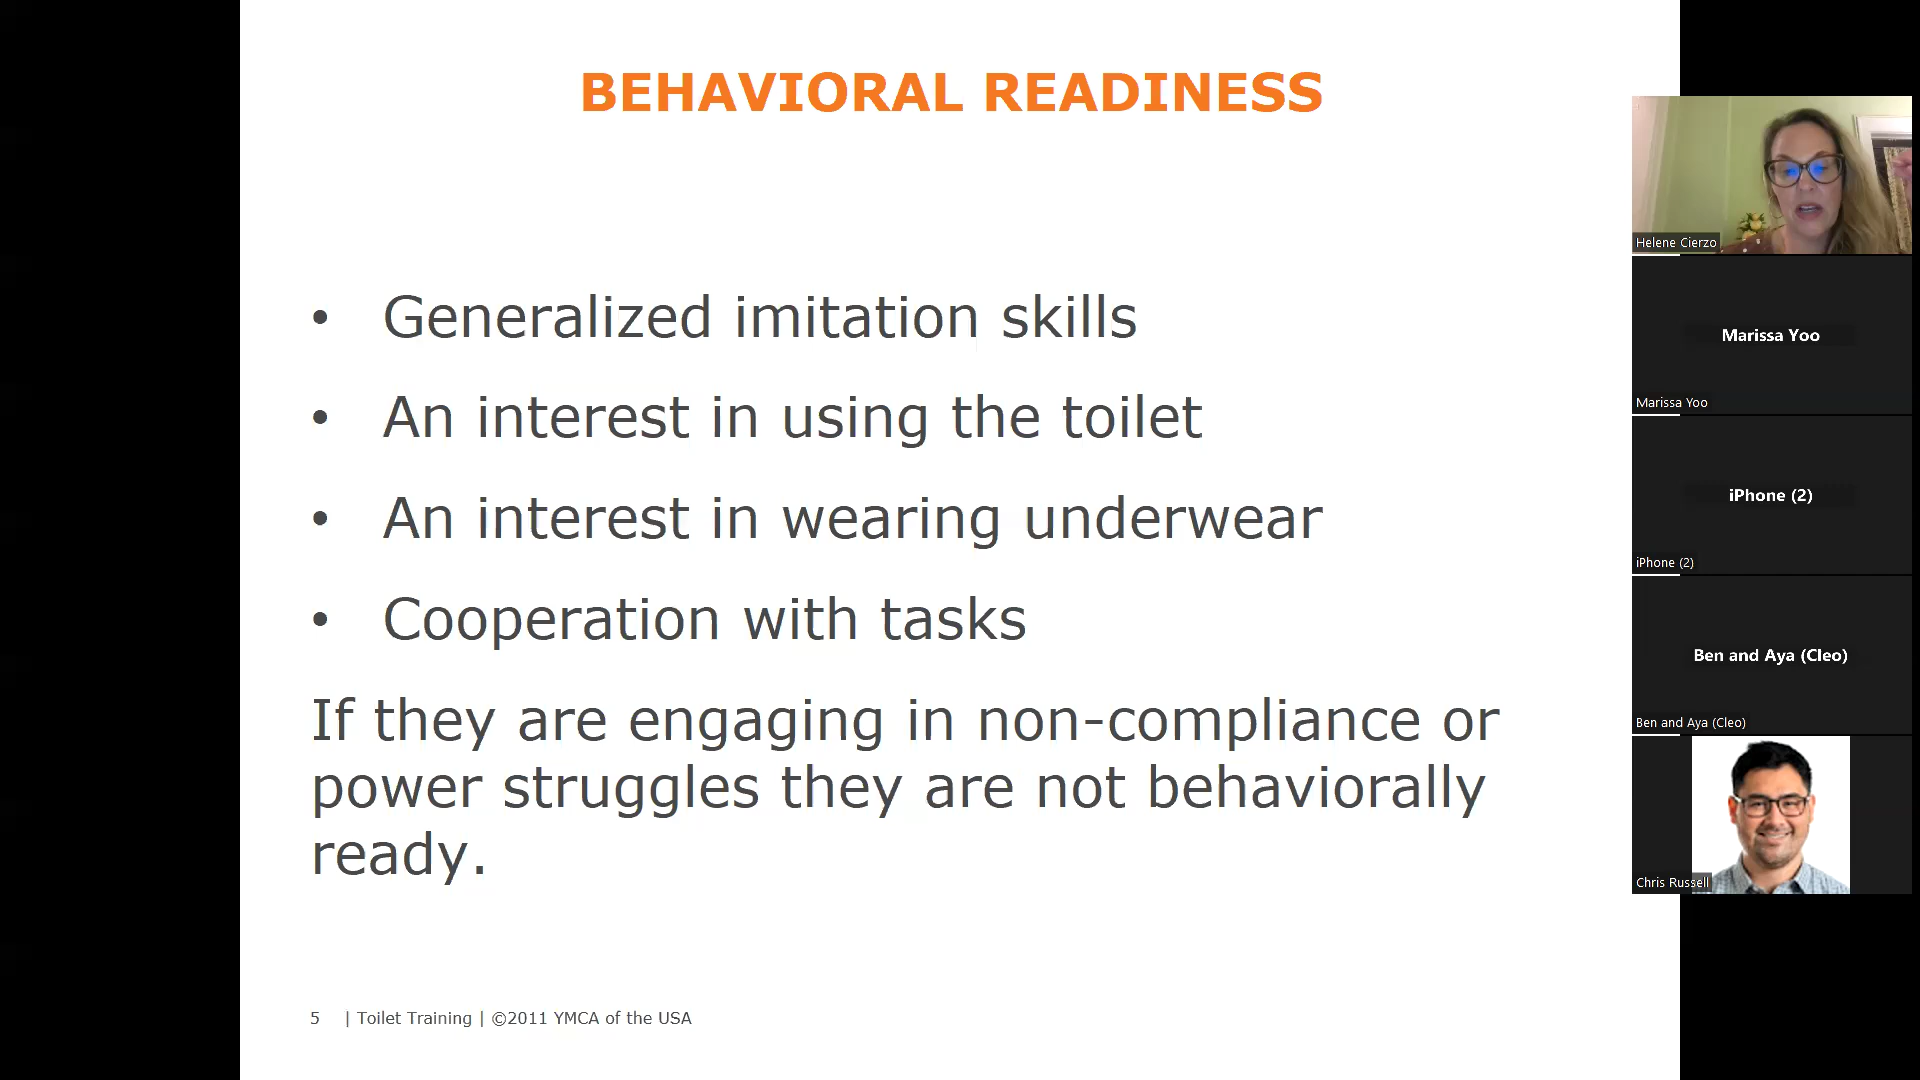 BEHAVIORAL READINESS
• Generalized imitation skills
• An interest in using the toilet
• An interest in wearing underwear
• Cooperation with tasks
If they are engaging in non-compliance or
power struggles they are not behaviorally
ready.
5 | Toilet Training | ©2011 YMCA of the USA
Helene Cierzo
Marissa Yoo
Marissa Yoo
iPhone (2)
iPhone (2)
Ben and Aya (Cleo)
Ben and Aya (Cleo)
Chris Russell